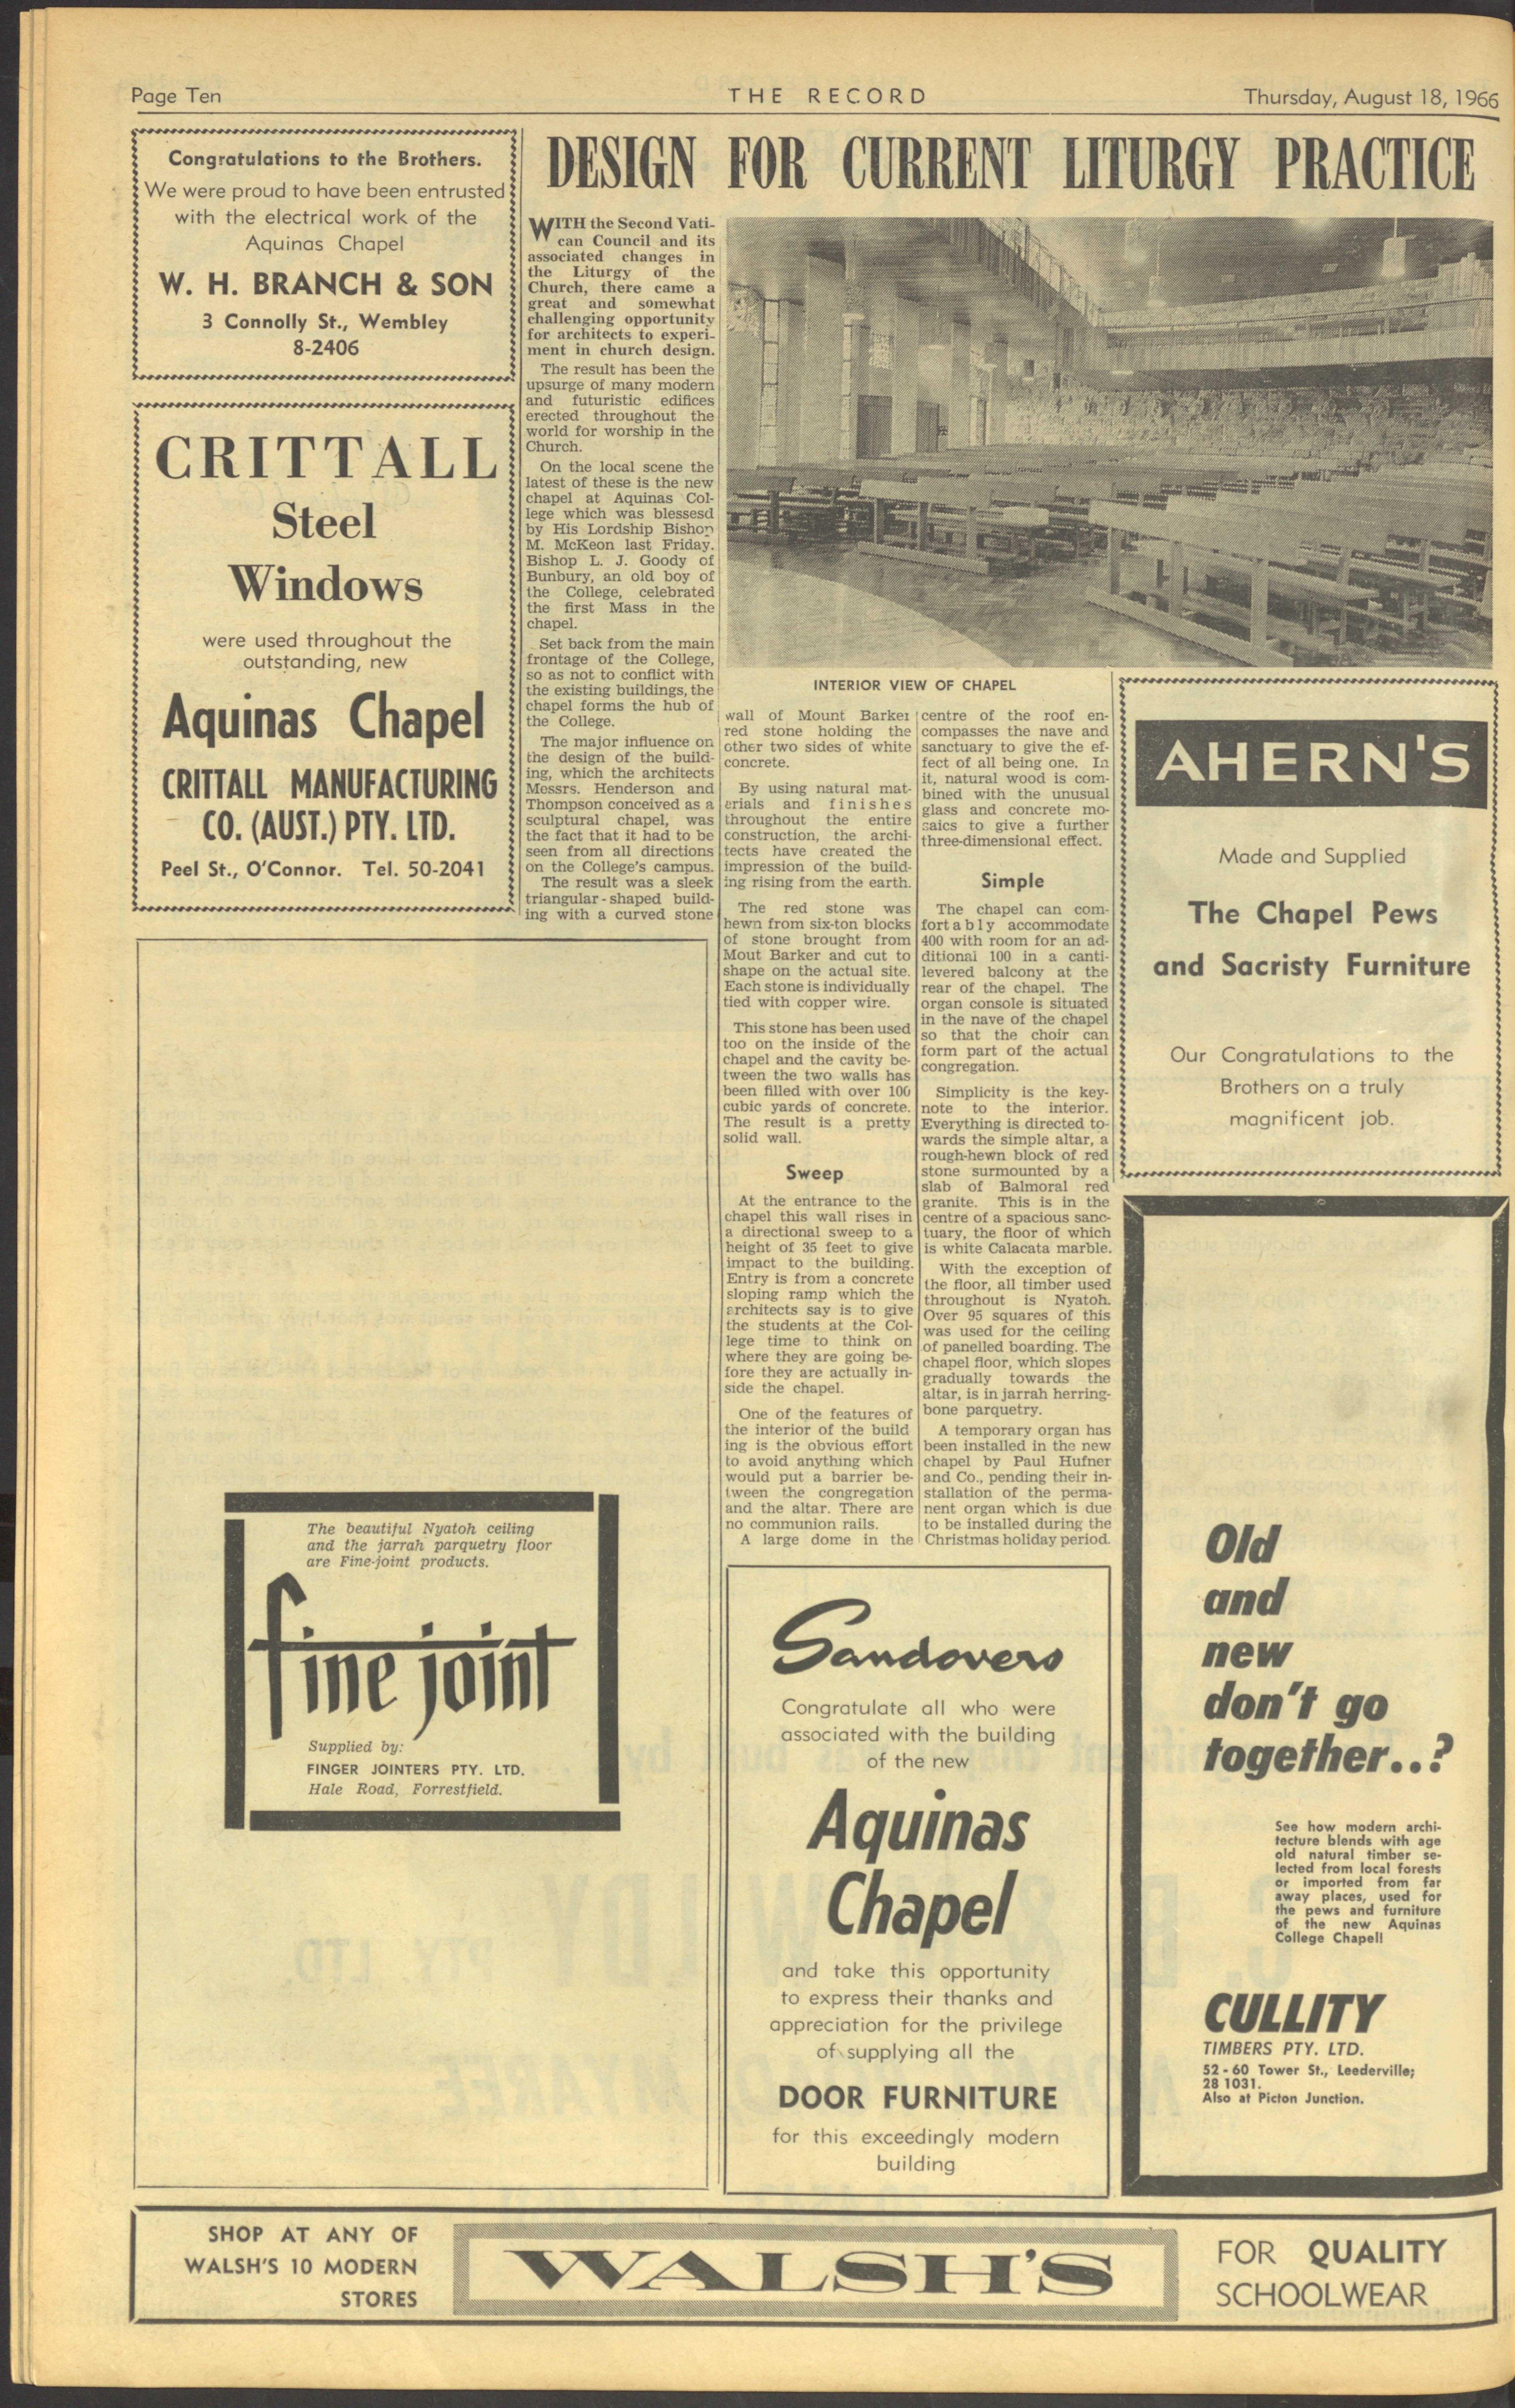 Page Ten
THE RECORD
Thursday, August 18, 1966
Congratulations to the Brothers.
We were proud to have been entrusted
with the electrical work of the
Aquinas Chapel
W. H. BRANCH & SON
3 Connolly St., Wembley
8-2406
CRITTALL
Steel
Windows
were used throughout the
outstanding, new
Aquinas Chapel
CRITTALL MANUFACTURING
CO. (AUST.) PTY. LTD.
Peel St., O'Connor. Tel. 50-2041
DESIGN FOR CURRENT LITURGY PRACTICE
WITH the Second Vati-
can Council and its
associated changes in
the Liturgy of the
Church, there came a
great and somewhat
challenging opportunity
for architects to experi-
ment in church design.
The result has been the
upsurge of many modern
and futuristic edifices
erected throughout the
world for worship in the
Church.
On the local scene the
latest of these is the new
chapel at Aquinas Col-
lege which was blessesd
by His Lordship Bishop
M. McKeon last Friday.
Bishop L. J. Goody of
Bunbury, an old boy of
the College, celebrated
the first Mass in the
chapel.
Set back from the main
frontage of the College,
so as not to conflict with
the existing buildings, the
chapel forms the hub of
the College.
The major influence on
the design of the build-
ing, which the architects
Messrs. Henderson and
Thompson conceived as a
sculptural chapel, was
the fact that it had to be
seen from all directions
on the College's campus.
The result was a sleek
triangular-shaped build-
ing with a curved stone
INTERIOR VIEW OF CHAPEL
wall of Mount Barker
red stone holding the
other two sides of white
concrete.
By using natural mat-
erials and finishes
throughout the entire
construction, the archi-
tects have created the
impression of the build-
ing rising from the earth.
The red stone was
hewn from six-ton blocks
of stone brought from
Mout Barker and cut to
shape on the actual site.
Each stone is individually
tied with copper wire.
This stone has been used
too on the inside of the
chapel and the cavity be-
tween the two walls has
been filled with over 100
cubic yards of concrete.
The result is a pretty
solid wall.
Sweep
At the entrance to the
chapel this wall rises in
a directional sweep to a
height of 35 feet to give
impact to the building.
Entry is from a concrete
sloping ramp which the
architects say is to give
the students at the Col-
lege time to think on
where they are going be-
fore they are actually in-
side the chapel.
One of the features of
the interior of the build
ing is the obvious effort
to avoid anything which
would put a barrier be-
tween the congregation
and the altar. There are
no communion rails.
A large dome in the
centre of the roof en-
compasses the nave and
sanctuary to give the ef-
fect of all being one. In
it, natural wood is com-
bined with the unusual
glass and concrete mo-
saics to give a further
three-dimensional effect.
Simple
The chapel can com-
fortably accommodate
400 with room for an ad-
ditional 100 in a canti-
levered balcony at the
rear of the chapel. The
organ console is situated
in the nave of the chapel
so that the choir can
form part of the actual
congregation.
Simplicity is the key-
note to the interior.
Everything is directed to-
wards the simple altar, a
rough-hewn block of red
stone surmounted by a
slab of Balmoral red
granite. This is in the
centre of a spacious sanc-
tuary, the floor of which
is white Calacata marble.
With the exception of
the floor, all timber used
throughout is Nyatoh.
Over 95 squares of this
was used for the ceiling
of panelled boarding. The
chapel floor, which slopes
gradually towards the
altar, is in jarrah herring-
bone parquetry.
A temporary organ has
been installed in the new
chapel by Paul Hufner
and Co., pending their in-
stallation of the perma-
nent organ which is due
to be installed during the
Christmas holiday period.
AHERN'S
Made and Supplied
The Chapel Pews
and Sacristy Furniture
Our Congratulations to the
Brothers on a truly
magnificent job.
The beautiful Nyatoh ceiling
and the jarrah parquetry floor
are Fine-joint products.
fine joint
Supplied by:
FINGER JOINTERS PTY. LTD.
Hale Road, Forrestfield.
Sandovers
Congratulate all who were
associated with the building
of the new
Aquinas
Chapel
and take this opportunity
to express their thanks and
appreciation for the privilege
of supplying all the
DOOR FURNITURE
for this exceedingly modern
building
Old
and
new
don't go
together..?
See how modern archi-
tecture blends with age
old natural timber se-
lected from local forests
or imported from far
away places, used for
the pews and furniture
of the new Aquinas
College Chapel!
CULLITY
TIMBERS PTY. LTD.
52-60 Tower St., Leederville;
28 1031.
Also at Picton Junction.
SHOP AT ANY OF
WALSH'S 10 MODERN
STORES
WALSH'S
FOR QUALITY
SCHOOLWEAR